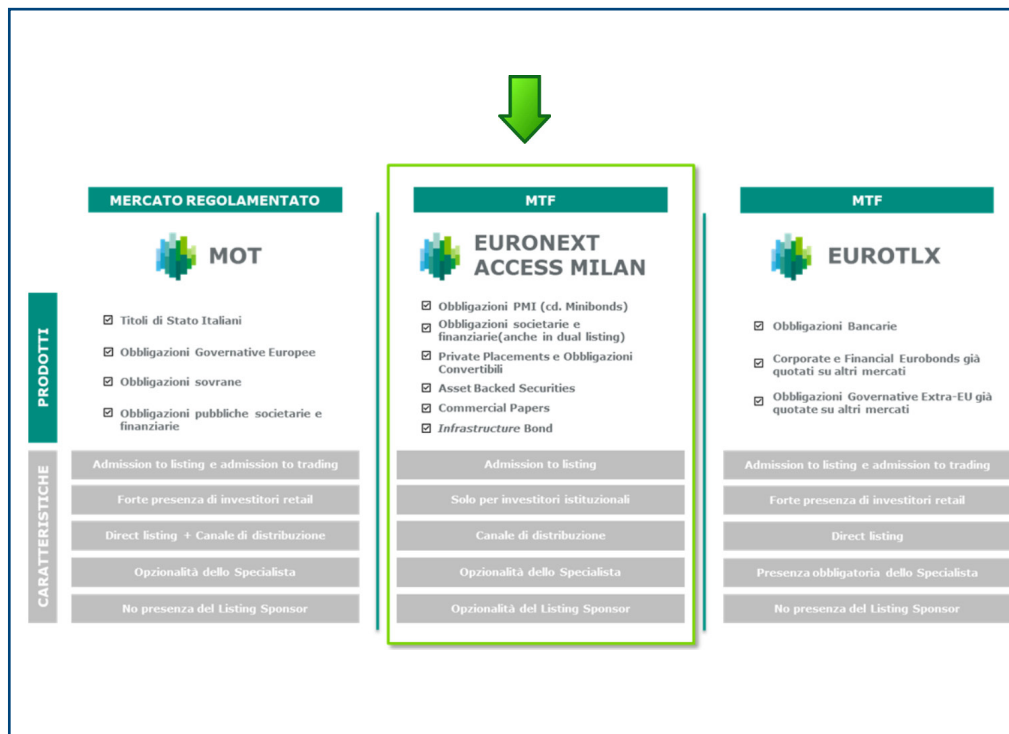 MERCATO REGOLAMENTATO
MOT
PRODOTTI
Titoli di Stato Italiani
Obbligazioni Governative Europee
Obbligazioni sovrane
Obbligazioni pubbliche societarie e
finanziarie
CARATTERISTICHE
Admission to listing e admission to trading
Forte presenza di investitori retail
Direct listing + Canale di distribuzione
Opzionalità dello Specialista
No presenza del Listing Sponsor
MTF
EURONEXT
ACCESS MILAN
Obbligazioni PMI (cd. Minibonds)
Obbligazioni societarie e
finanziarie(anche in dual listing)
Private Placements e Obbligazioni
Convertibili
Asset Backed Securities
Commercial Papers
Infrastructure Bond
Admission to listing
Solo per investitori istituzionali
Canale di distribuzione
Opzionalità dello Specialista
Opzionalità del Listing Sponsor
MTF
EUROTLX
Obbligazioni Bancarie
Corporate e Financial Eurobonds già
quotati su altri mercati
Obbligazioni Governative Extra-EU già
quotate su altri mercati
Admission to listing e admission to trading
Forte presenza di investitori retail
Direct listing
Presenza obbligatoria dello Specialista
No presenza del Listing Sponsor